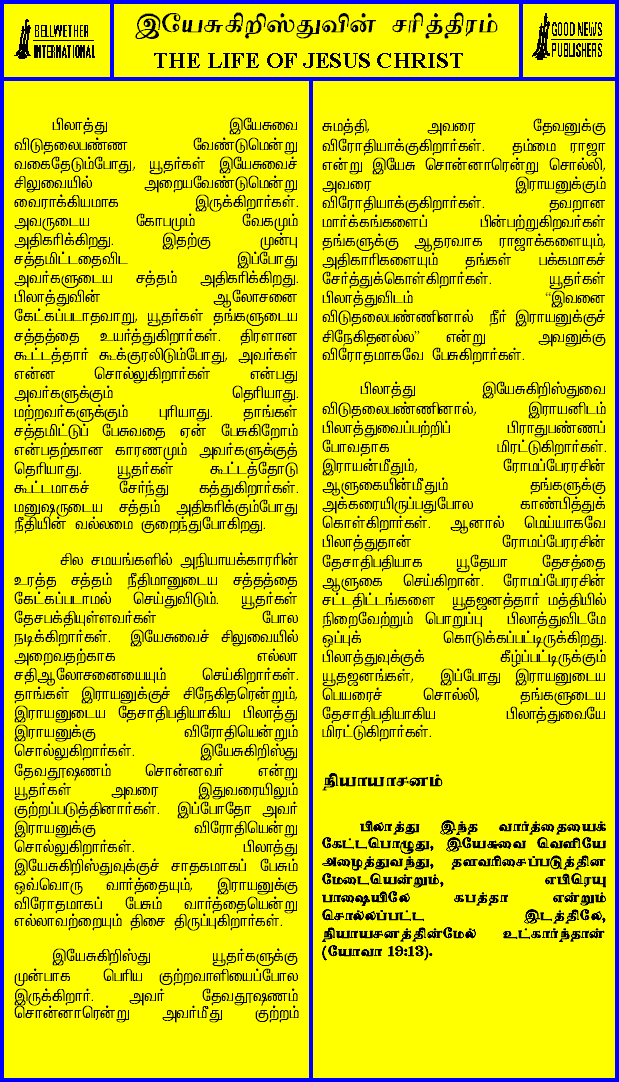 BELLWETHER
INTERNATIONAL
இயேசுகிறிஸ்துவின் சரித்திரம்
THE LIFE OF JESUS CHRIST
GOOD NEWS
PUBLISHERS
பிலாத்து இயேசுவை
விடுதலைபண்ண வேண்டுமென்று
வகைதேடும்போது, யூதர்கள் இயேசுவைச்
சிலுவையில் அறையவேண்டுமென்று
வைராக்கியமாக இருக்கிறார்கள்.
அவருடைய கோபமும் வேகமும்
அதிகரிக்கிறது. இதற்கு முன்பு
சத்தமிட்டதைவிட இப்போது
அவர்களுடைய சத்தம் அதிகரிக்கிறது.
பிலாத்துவின் ஆலோசனை
கேட்கப்படாதவாறு, யூதர்கள் தங்களுடைய
சத்தத்தை உயர்த்துகிறார்கள். திரளான
கூட்டத்தார் கூக்குரலிடும்போது, அவர்கள்
என்ன சொல்லுகிறார்கள் என்பது
அவர்களுக்கும் தெரியாது.
மற்றவர்களுக்கும் புரியாது. தாங்கள்
சத்தமிட்டுப் பேசுவதை ஏன் பேசுகிறோம்
என்பதற்கான காரணமும் அவர்களுக்குத்
தெரியாது. யூதர்கள் கூட்டத்தோடு
கூட்டமாகச் சேர்ந்து கத்துகிறார்கள்.
மனுஷருடைய சத்தம் அதிகரிக்கும்போது
நீதியின் வல்லமை குறைந்துபோகிறது.
சில சமயங்களில் அநியாயக்காரரின்
உரத்த சத்தம் நீதிமானுடைய சத்தத்தை
கேட்கப்படாமல் செய்துவிடும். யூதர்கள்
தேசபக்தியுள்ளவர்கள் போல
நடிக்கிறார்கள். இயேசுவைச் சிலுவையில்
அறைவதற்காக எல்லா
சதிஆலோசனையையும் செய்கிறார்கள்.
தாங்கள் இராயனுக்குச் சிநேகிதரென்றும்,
இராயனுடைய தேசாதிபதியாகிய பிலாத்து
இராயனுக்கு விரோதியென்றும்
சொல்லுகிறார்கள். இயேசுகிறிஸ்து
தேவதூஷணம் சொன்னவர் என்று
யூதர்கள் அவரை இதுவரையிலும்
குற்றப்படுத்தினார்கள். இப்போதோ அவர்
இராயனுக்கு விரோதியென்று
சொல்லுகிறார்கள். பிலாத்து
இயேசுகிறிஸ்துவுக்குச் சாதகமாகப் பேசும்
ஒவ்வொரு வார்த்தையும், இராயனுக்கு
விரோதமாகப் பேசும் வார்த்தையென்று
எல்லாவற்றையும் திசை திருப்புகிறார்கள்.
இயேசுகிறிஸ்து யூதர்களுக்கு
முன்பாக பெரிய குற்றவாளியைப்போல
இருக்கிறார். அவர் தேவதூஷணம்
சொன்னாரென்று அவர்மீது குற்றம்
சுமத்தி, அவரை தேவனுக்கு
விரோதியாக்குகிறார்கள். தம்மை ராஜா
என்று இயேசு சொன்னாரென்று சொல்லி,
அவரை இராயனுக்கும்
விரோதியாக்குகிறார்கள். தவறான
மார்க்கங்களைப் பின்பற்றுகிறவர்கள்
தங்களுக்கு ஆதரவாக ராஜாக்களையும்,
அதிகாரிகளையும் தங்கள் பக்கமாகச்
சேர்த்துக்கொள்கிறார்கள். யூதர்கள்
பிலாத்துவிடம் “இவனை
விடுதலைபண்ணினால் நீர் இராயனுக்குச்
சிநேகிதனல்ல” என்று அவனுக்கு
விரோதமாகவே பேசுகிறார்கள்.
பிலாத்து இயேசுகிறிஸ்துவை
விடுதலைபண்ணினால், இராயனிடம்
பிலாத்துவைப்பற்றிப் பிராதுபண்ணப்
போவதாக மிரட்டுகிறார்கள்.
இராயன்மீதும், ரோமப்பேரரசின்
ஆளுகையின்மீதும் தங்களுக்கு
அக்கரையிருப்பதுபோல காண்பித்துக்
கொள்கிறார்கள். ஆனால் மெய்யாகவே
பிலாத்துதான் ரோமப்பேரரசின்
தேசாதிபதியாக யூதேயா தேசத்தை
ஆளுகை செய்கிறான். ரோமப்பேரரசின்
சட்டதிட்டங்களை யூதஜனத்தார் மத்தியில்
நிறைவேற்றும் பொறுப்பு பிலாத்துவிடமே
ஒப்புக் கொடுக்கப்பட்டிருக்கிறது.
பிலாத்துவுக்குக் கீழ்ப்பட்டிருக்கும்
யூதஜனங்கள், இப்போது இராயனுடைய
பெயரைச் சொல்லி, தங்களுடைய
தேசாதிபதியாகிய பிலாத்துவையே
மிரட்டுகிறார்கள்.
நியாயாசனம்
பிலாத்து இந்த வார்த்தையைக்
கேட்டபொழுது, இயேசுவை வெளியே
அழைத்துவந்து, தளவரிசைப்படுத்தின
மேடையென்றும், எபிரெயு
பாஷையிலே கபத்தா என்றும்
சொல்லப்பட்ட இடத்திலே,
நியாயசனத்தின்மேல் உட்கார்ந்தான்
(யோவா 19:13).